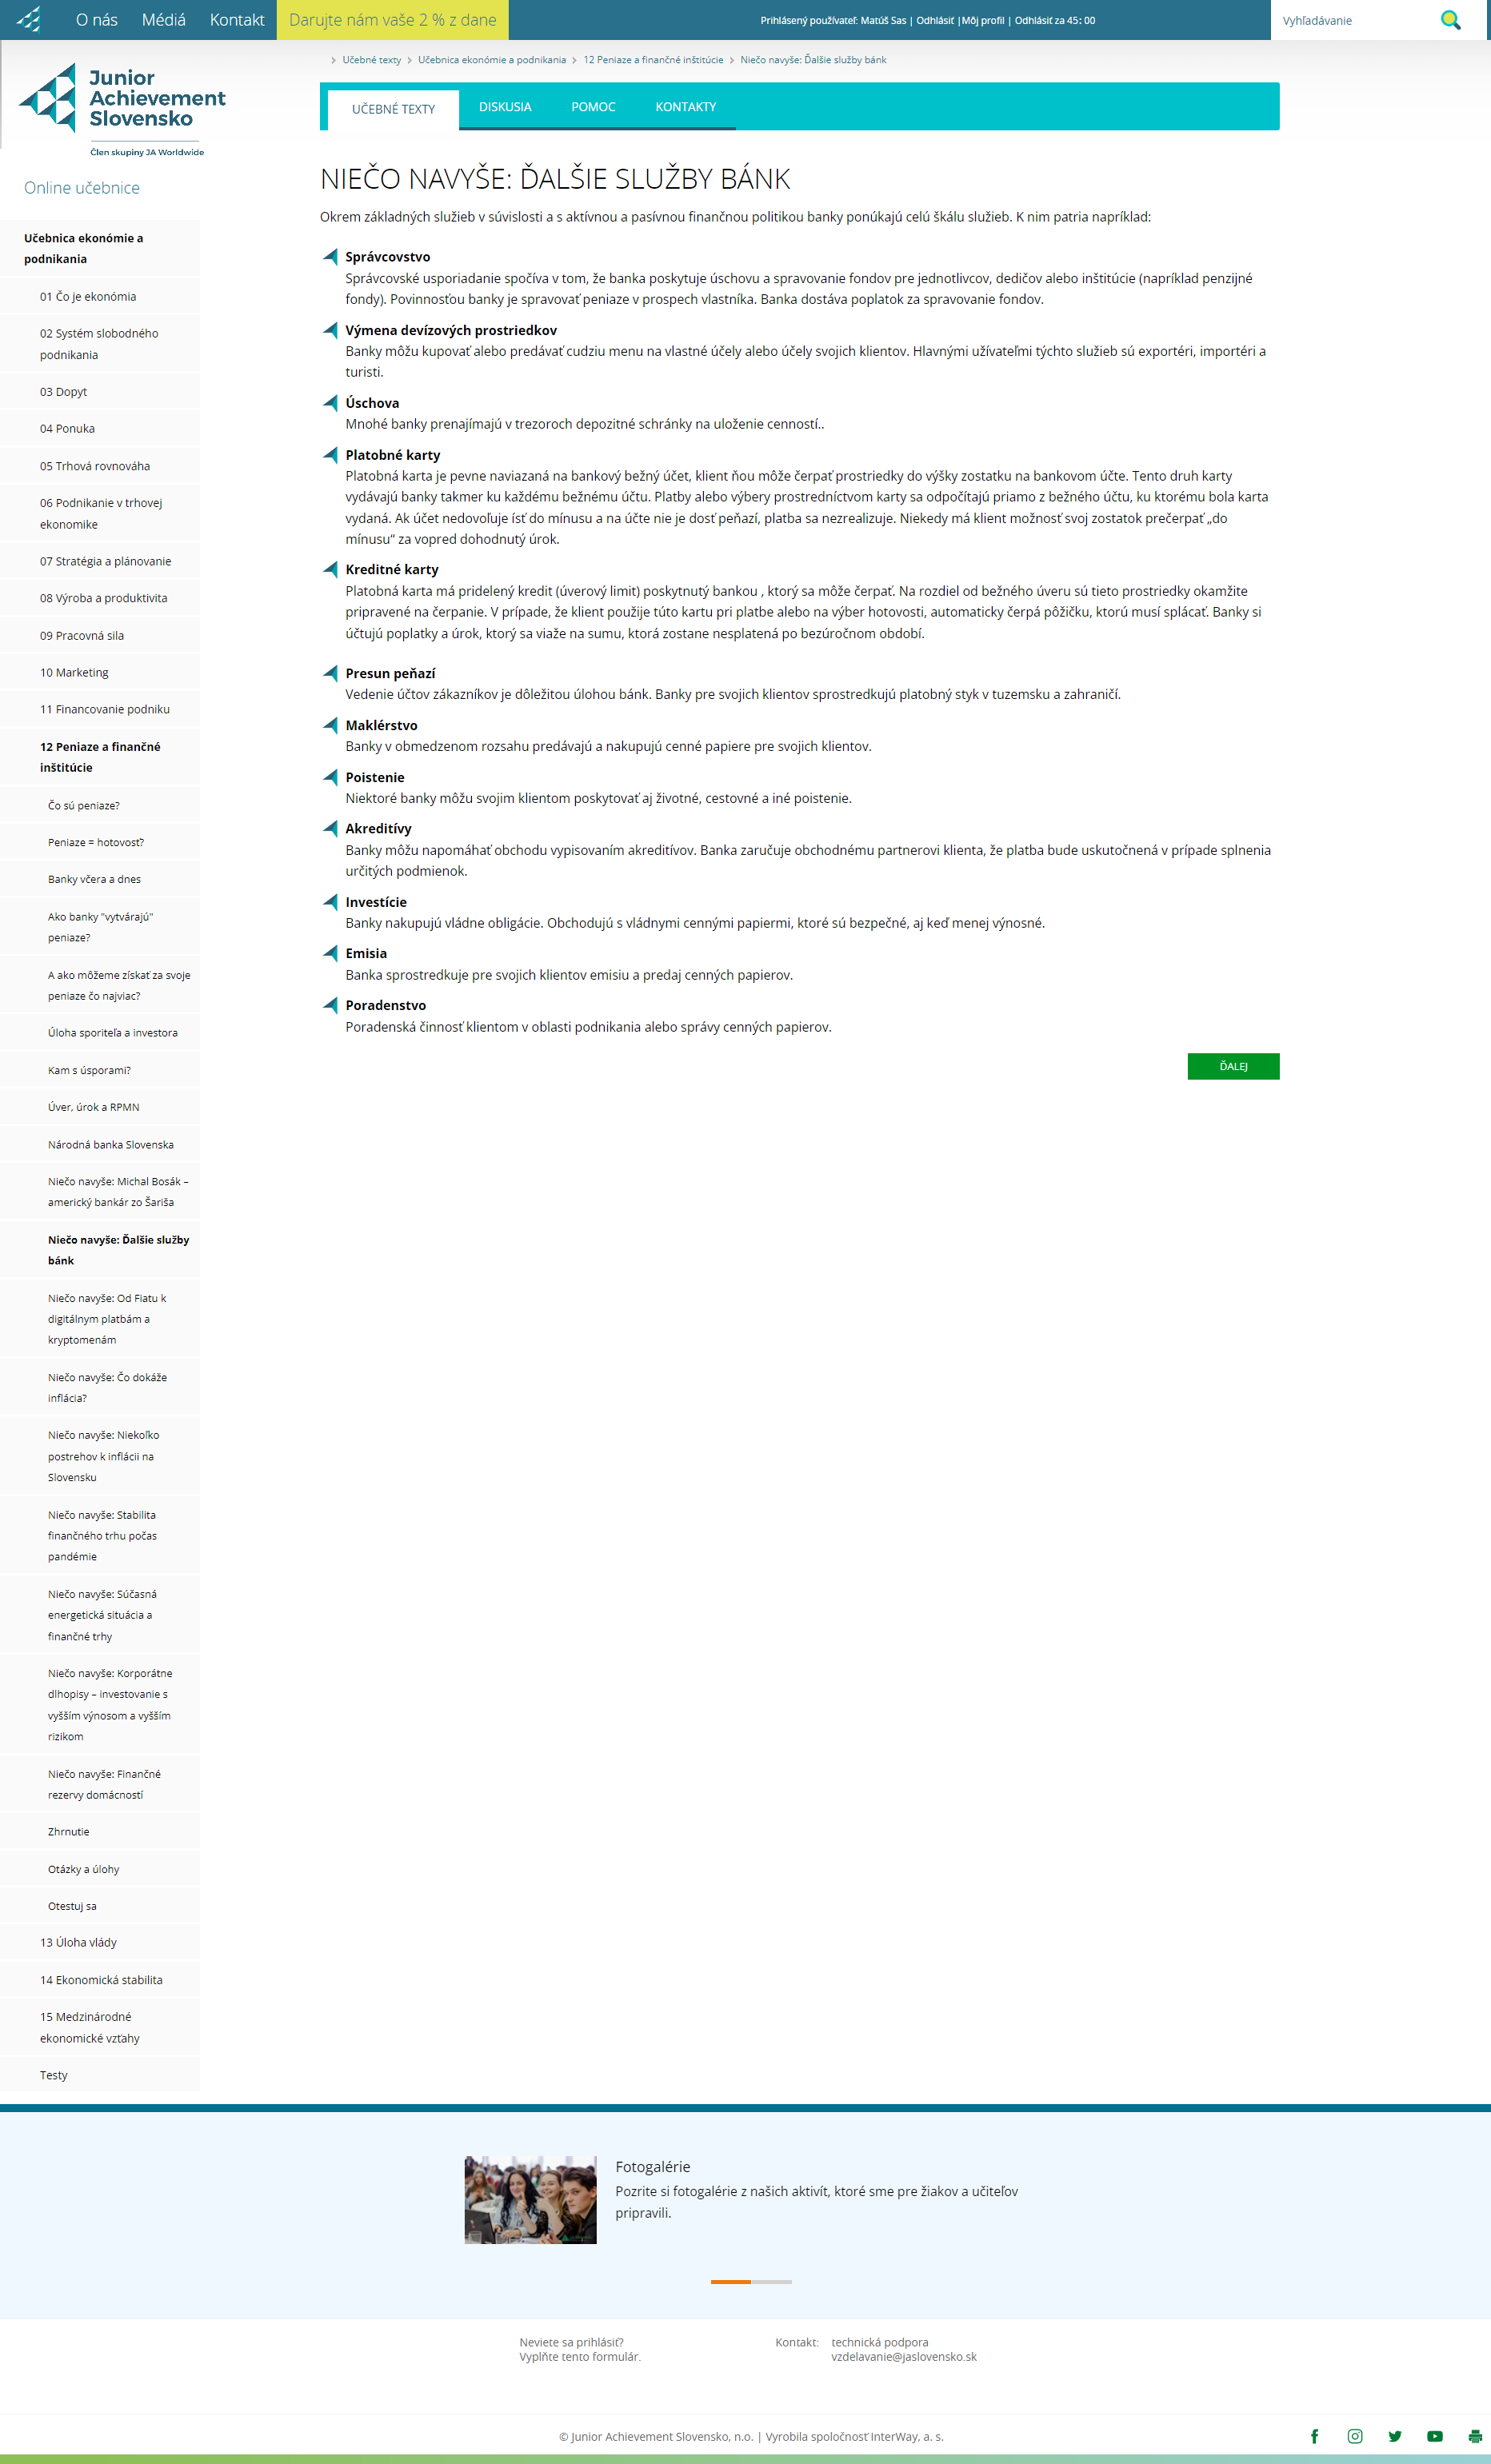 O nás Médiá Kontakt Darujte nám vaše 2 % z dane Prihlásený používateľ: Matúš Sas | Odhlásiť |Môj profil | Odhlásiť za 45: 00 Vyhľadávanie
Učebné texty Učebnica ekonómie a podnikania 12 Peniaze a finančné inštitúcie Niečo navyše: Ďalšie služby bánk
Junior
Achievement
Slovensko
Člen skupiny JA Worldwide
UČEBNÉ TEXTY DISKUSIA POMOC KONTAKTY
Online učebnice
Učebnica ekonómie a
podnikania
01 Čo je ekonómia
02 Systém slobodného
podnikania
03 Dopyt
04 Ponuka
05 Trhová rovnováha
06 Podnikanie v trhovej
ekonomike
07 Stratégia a plánovanie
08 Výroba a produktivita
09 Pracovná sila
10 Marketing
11 Financovanie podniku
12 Peniaze a finančné
inštitúcie
Čo sú peniaze?
Peniaze = hotovosť?
Banky včera a dnes
Ako banky "vytvárajú"
peniaze?
A ako môžeme získať za svoje
peniaze čo najviac?
Úloha sporiteľa a investora
Kam s úsporami?
Úver, úrok a RPMN
Národná banka Slovenska
Niečo navyše: Michal Bosák –
americký bankár zo Šariša
Niečo navyše: Ďalšie služby
bánk
Niečo navyše: Od Fiatu k
digitálnym platbám a
kryptomenám
Niečo navyše: Čo dokáže
inflácia?
Niečo navyše: Niekoľko
postrehov k inflácii na
Slovensku
Niečo navyše: Stabilita
finančného trhu počas
pandémie
Niečo navyše: Súčasná
energetická situácia a
finančné trhy
Niečo navyše: Korporátne
dlhopisy – investovanie s
vyšším výnosom a vyšším
rizikom
Niečo navyše: Finančné
rezervy domácností
Zhrnutie
Otázky a úlohy
Otestuj sa
13 Úloha vlády
14 Ekonomická stabilita
15 Medzinárodné
ekonomické vzťahy
Testy
NIEČO NAVYŠE: ĎALŠIE SLUŽBY BÁNK
Okrem základných služieb v súvislosti a s aktívnou a pasívnou finančnou politikou banky ponúkajú celú škálu služieb. K nim patria napríklad:
Správcovstvo
Správcovské usporiadanie spočíva v tom, že banka poskytuje úschovu a spravovanie fondov pre jednotlivcov, dedičov alebo inštitúcie (napríklad penzijné
fondy). Povinnosťou banky je spravovať peniaze v prospech vlastníka. Banka dostáva poplatok za spravovanie fondov.
Výmena devízových prostriedkov
Banky môžu kupovať alebo predávať cudziu menu na vlastné účely alebo účely svojich klientov. Hlavnými užívateľmi týchto služieb sú exportéri, importéri a
turisti.
Úschova
Mnohé banky prenajímajú v trezoroch depozitné schránky na uloženie cenností..
Platobné karty
Platobná karta je pevne naviazaná na bankový bežný účet, klient ňou môže čerpať prostriedky do výšky zostatku na bankovom účte. Tento druh karty
vydávajú banky takmer ku každému bežnému účtu. Platby alebo výbery prostredníctvom karty sa odpočítajú priamo z bežného účtu, ku ktorému bola karta
vydaná. Ak účet nedovoľuje ísť do mínusu a na účte nie je dosť peňazí, platba sa nezrealizuje. Niekedy má klient možnosť svoj zostatok prečerpať „do
mínusu“ za vopred dohodnutý úrok.
Kreditné karty
Platobná karta má pridelený kredit (úverový limit) poskytnutý bankou , ktorý sa môže čerpať. Na rozdiel od bežného úveru sú tieto prostriedky okamžite
pripravené na čerpanie. V prípade, že klient použije túto kartu pri platbe alebo na výber hotovosti, automaticky čerpá pôžičku, ktorú musí splácať. Banky si
účtujú poplatky a úrok, ktorý sa viaže na sumu, ktorá zostane nesplatená po bezúročnom období.
Presun peňazí
Vedenie účtov zákazníkov je dôležitou úlohou bánk. Banky pre svojich klientov sprostredkujú platobný styk v tuzemsku a zahraničí.
Maklérstvo
Banky v obmedzenom rozsahu predávajú a nakupujú cenné papiere pre svojich klientov.
Poistenie
Niektoré banky môžu svojim klientom poskytovať aj životné, cestovné a iné poistenie.
Akreditívy
Banky môžu napomáhať obchodu vypisovaním akreditívov. Banka zaručuje obchodnému partnerovi klienta, že platba bude uskutočnená v prípade splnenia
určitých podmienok.
Investície
Banky nakupujú vládne obligácie. Obchodujú s vládnymi cennými papiermi, ktoré sú bezpečné, aj keď menej výnosné.
Emisia
Banka sprostredkuje pre svojich klientov emisiu a predaj cenných papierov.
Poradenstvo
Poradenská činnosť klientom v oblasti podnikania alebo správy cenných papierov.
ĎALEJ
Fotogalérie
Pozrite si fotogalérie z našich aktivít, ktoré sme pre žiakov a učiteľov
pripravili.
Neviete sa prihlásiť?
Vyplňte tento formulár.
Kontakt: technická podpora
vzdelavanie@jaslovensko.sk
© Junior Achievement Slovensko, n.o. | Vyrobila spoločnosť InterWay, a. s.